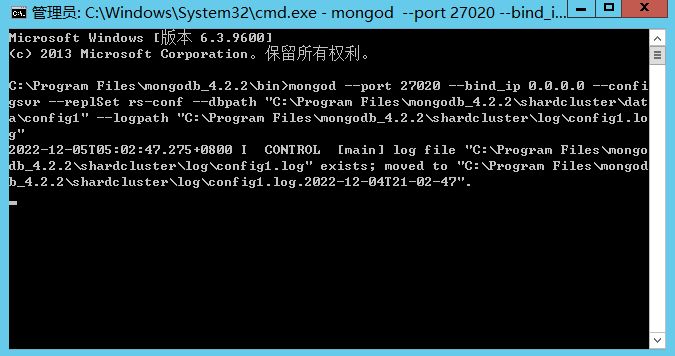 管理员: C:\Windows\System32\cmd.exe - mongod  --port 27020 --bind_i...
Microsoft Windows [版本 6.3.9600]
(c) 2013 Microsoft Corporation。保留所有权利。
C:\Program Files\mongodb_4.2.2\bin>mongod --port 27020 --bind_ip 0.0.0.0 --confi
gsvr --replSet rs-conf --dbpath "C:\Program Files\mongodb_4.2.2\shardcluster\dat
a\config1" --logpath "C:\Program Files\mongodb_4.2.2\shardcluster\log\config1.lo
g"
2022-12-05T05:02:47.275+0800 I  CONTROL  [main] log file "C:\Program Files\mongo
db_4.2.2\shardcluster\log\config1.log" exists; moved to "C:\Program Files\mongod
b_4.2.2\shardcluster\log\config1.log.2022-12-04T21-02-47".